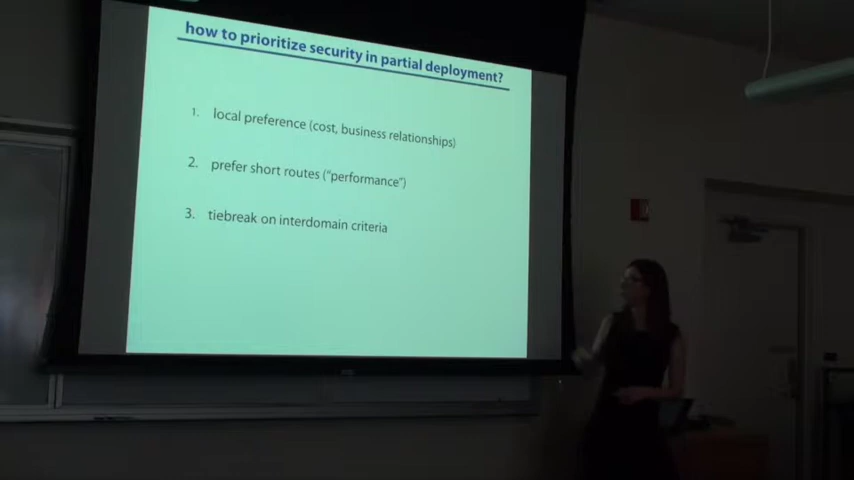 how to prioritize security in partial deployment?
1. local preference (cost, business relationships)
2. prefer short routes ("performance")
3. tiebreak on interdomain criteria